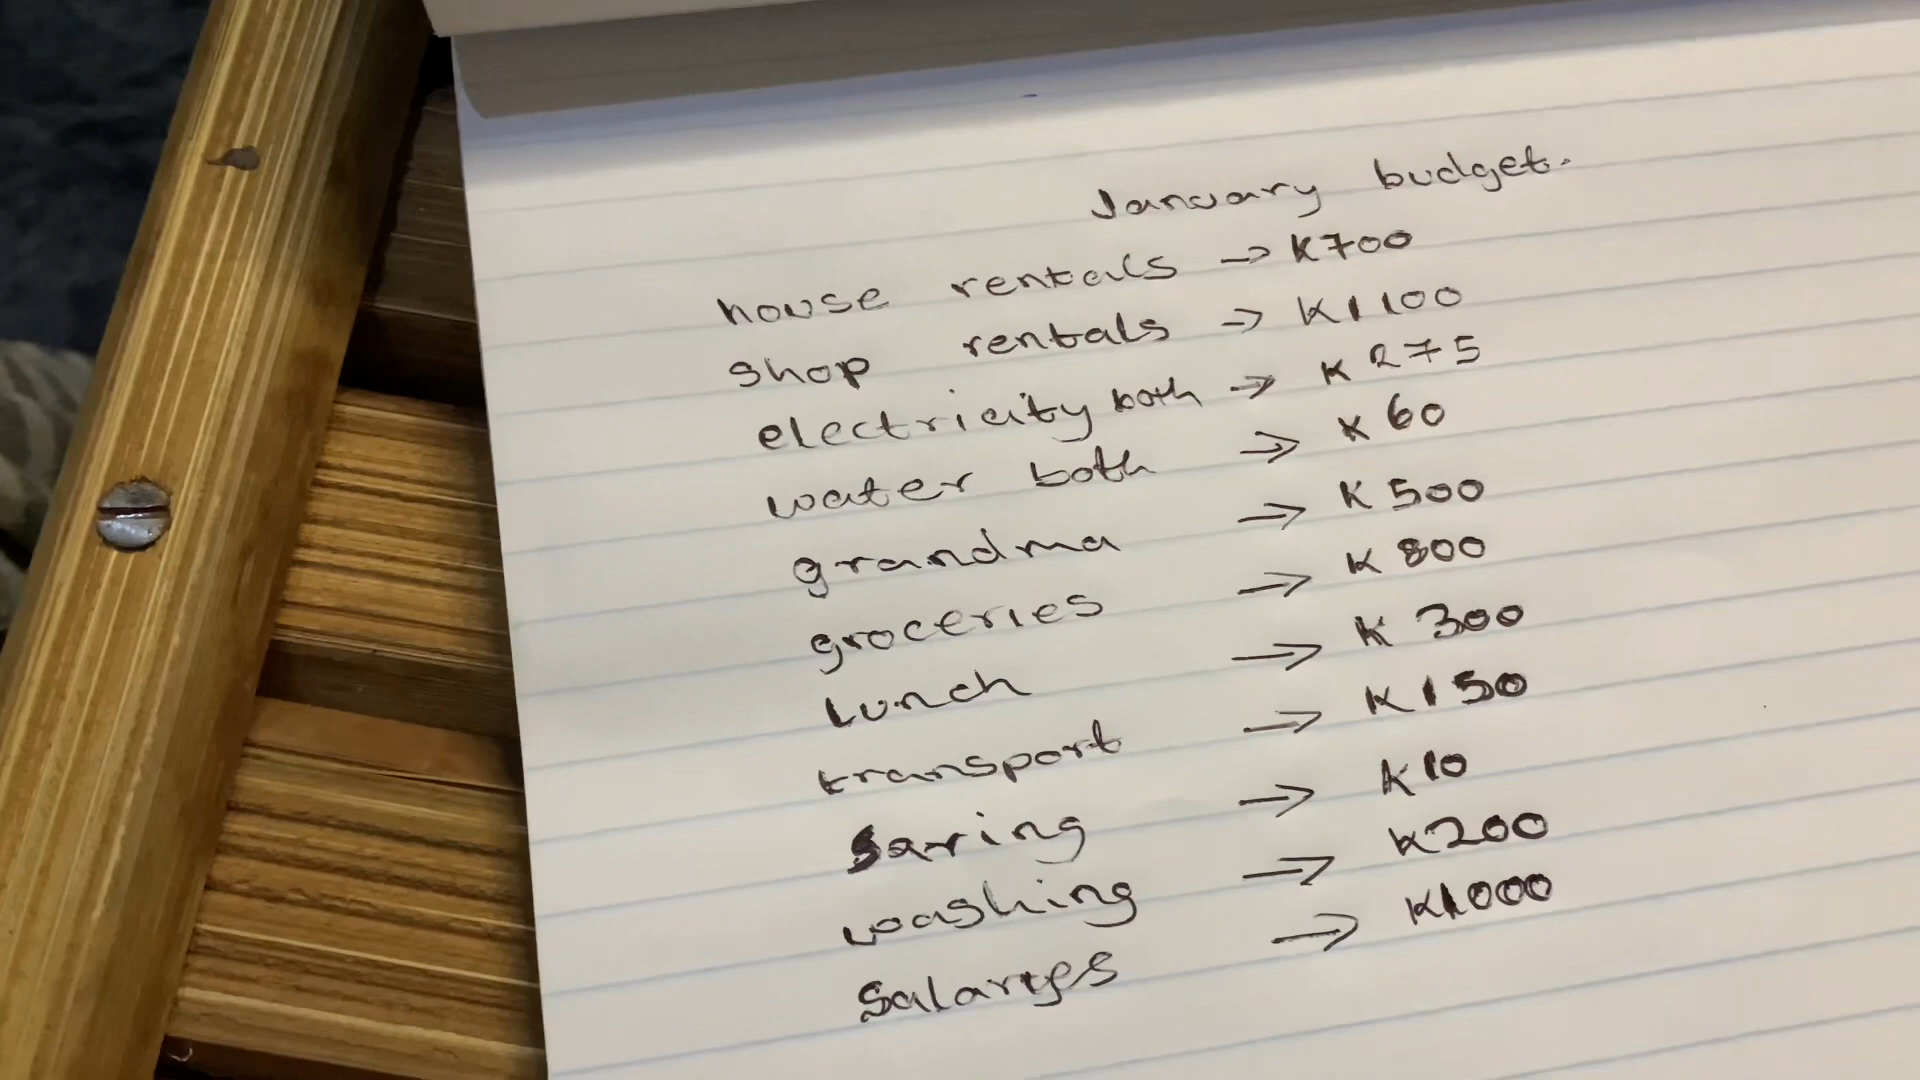 January budget.
house rentals -> K700
shop rentals -> K1100
electricity both -> K275
water both -> K60
grandma -> K500
groceries -> K800
lunch -> K300
transport -> K150
saving -> K10
washing -> K200
Salaryes -> K1000